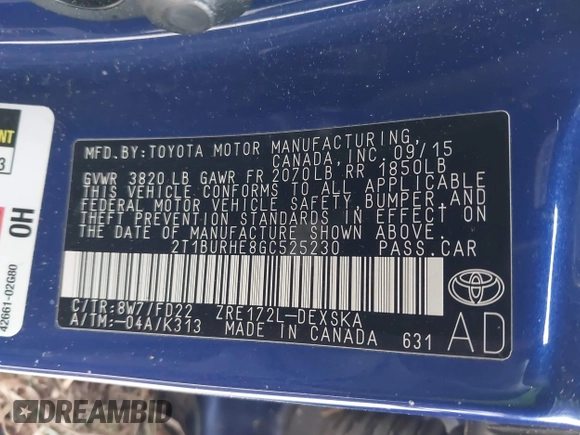 MFD.BY:TOYOTA MOTOR MANUFACTURING,
CANADA, INC. 09/15
GVWR 3820 LB GAWR FR 2070LB, RR 1850LB
THIS VEHICLE CONFORMS TO ALL APPLICABLE
FEDERAL MOTOR VEHICLE SAFETY, BUMPER, AND
THEFT PREVENTION STANDARDS IN EFFECT ON
THE DATE OF MANUFACTURE SHOWN ABOVE.
2T1BURHE8GC525230 PASS.CAR
C/TR:8W7/FD22 ZRE172L-DEXSKA
A/TM:-04A/K313 MADE IN CANADA 631
AD
3
OH
42661-02G80
DREAMBID